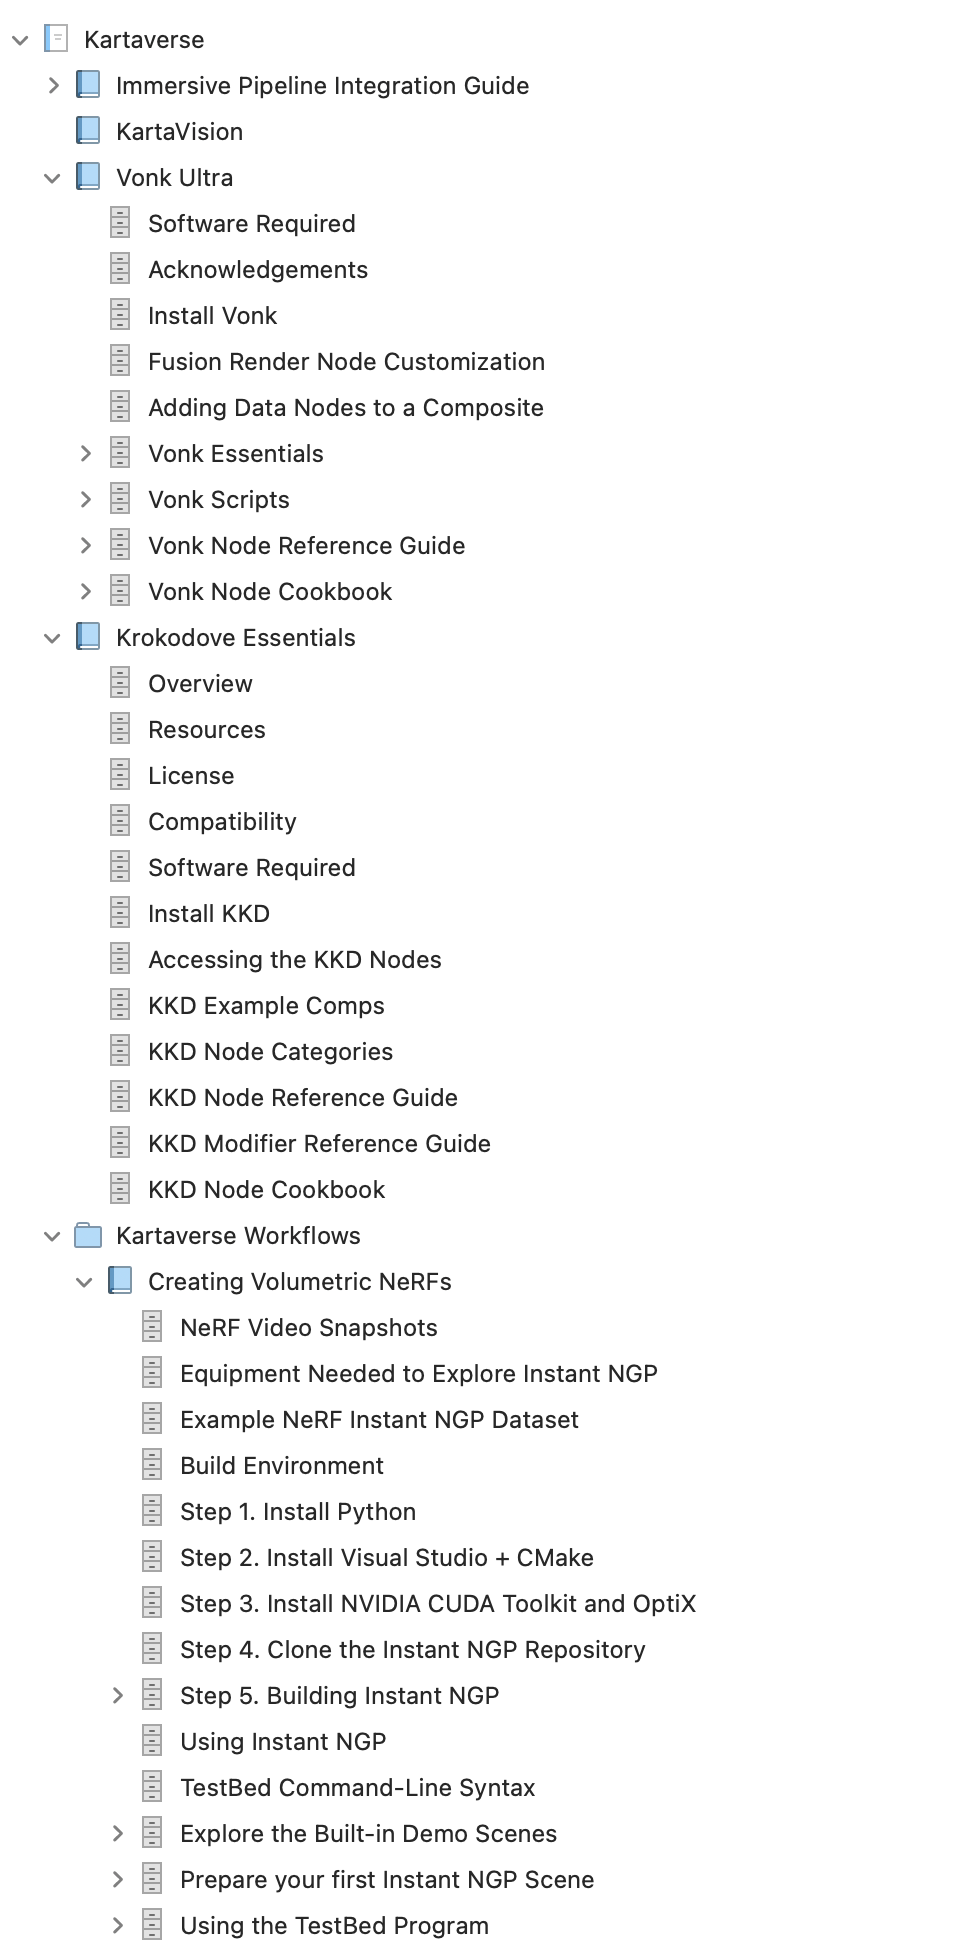 Kartaverse
Immersive Pipeline Integration Guide
KartaVision
Vonk Ultra
Software Required
Acknowledgements
Install Vonk
Fusion Render Node Customization
Adding Data Nodes to a Composite
Vonk Essentials
Vonk Scripts
Vonk Node Reference Guide
Vonk Node Cookbook
Krokodove Essentials
Overview
Resources
License
Compatibility
Software Required
Install KKD
Accessing the KKD Nodes
KKD Example Comps
KKD Node Categories
KKD Node Reference Guide
KKD Modifier Reference Guide
KKD Node Cookbook
Kartaverse Workflows
Creating Volumetric NeRFs
NeRF Video Snapshots
Equipment Needed to Explore Instant NGP
Example NeRF Instant NGP Dataset
Build Environment
Step 1. Install Python
Step 2. Install Visual Studio + CMake
Step 3. Install NVIDIA CUDA Toolkit and OptiX
Step 4. Clone the Instant NGP Repository
Step 5. Building Instant NGP
Using Instant NGP
TestBed Command-Line Syntax
Explore the Built-in Demo Scenes
Prepare your first Instant NGP Scene
Using the TestBed Program